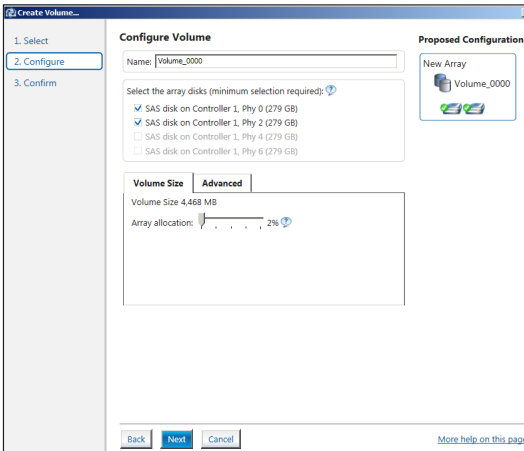 Create Volume...
1. Select
2. Configure
3. Confirm
Configure Volume
Name: Volume_0000
Select the array disks (minimum selection required):
SAS disk on Controller 1, Phy 0 (279 GB)
SAS disk on Controller 1, Phy 2 (279 GB)
SAS disk on Controller 1, Phy 4 (279 GB)
SAS disk on Controller 1, Phy 6 (279 GB)
Volume Size Advanced
Volume Size 4,468 MB
Array allocation: 2%
Proposed Configuration
New Array
Volume_0000
Back Next Cancel
More help on this page